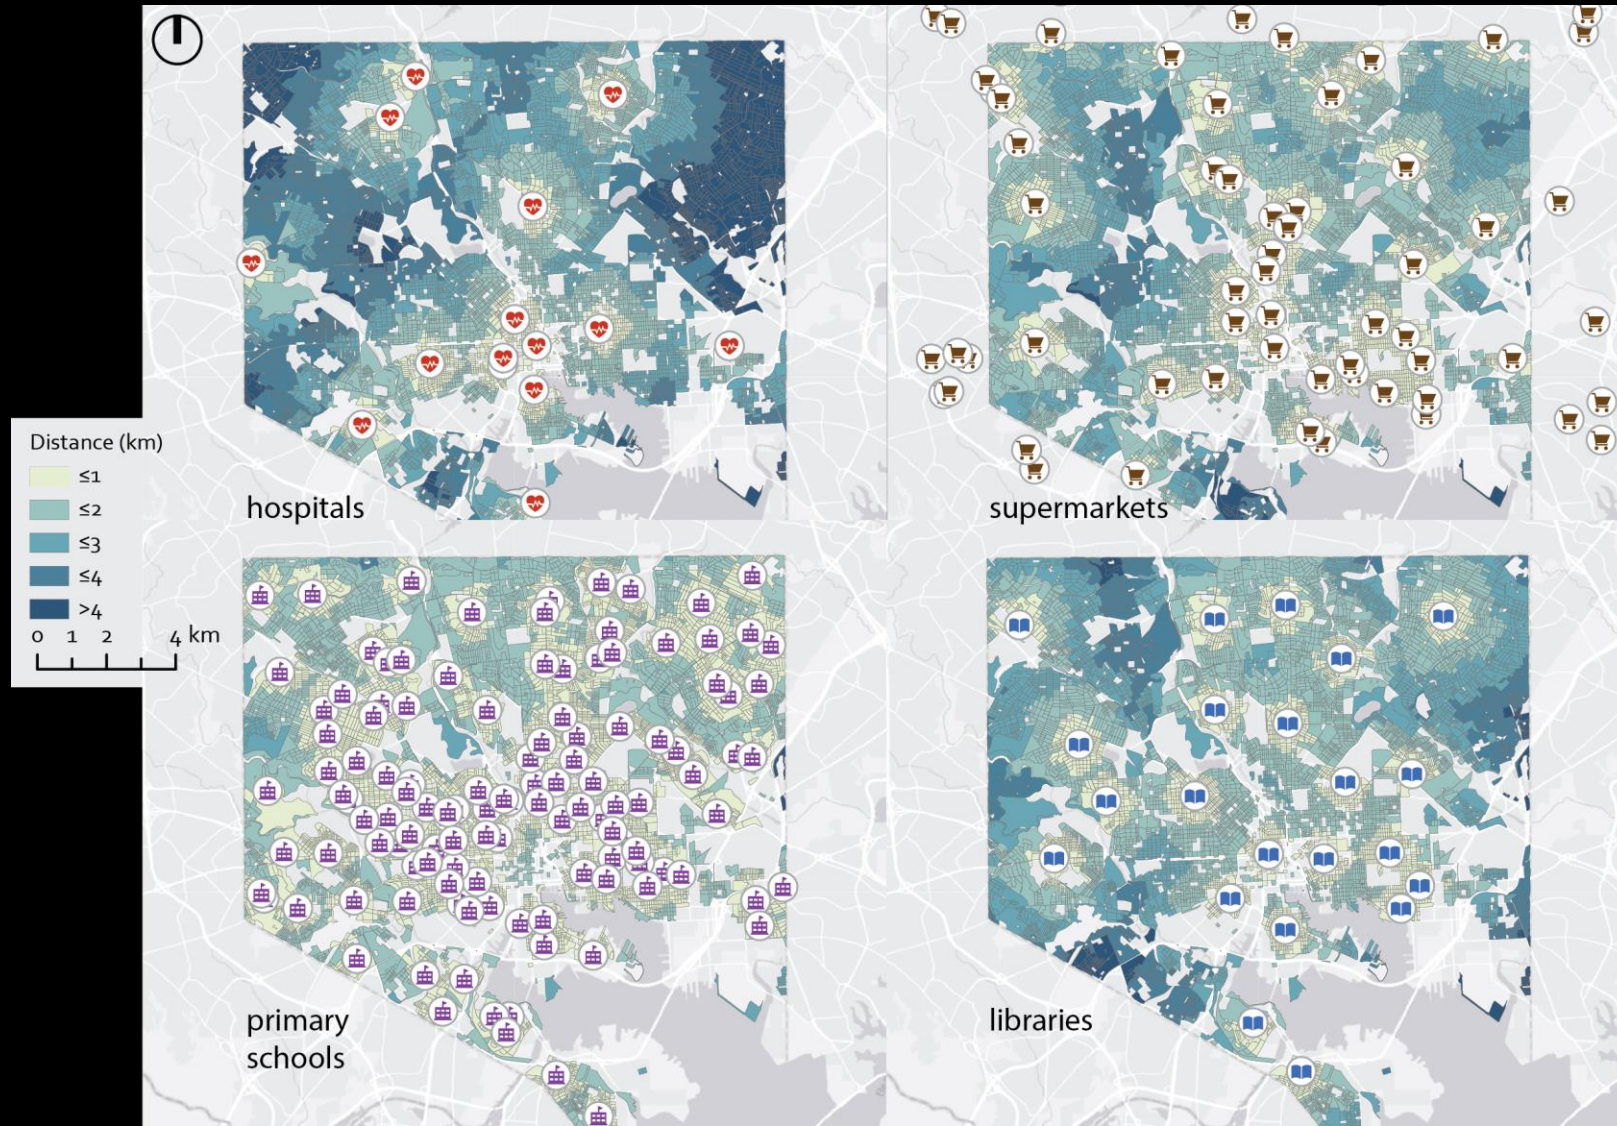 hospitals
supermarkets
Distance (km)
≤1
≤2
≤3
≤4
>4
0 1 2 4 km
primary
schools
libraries